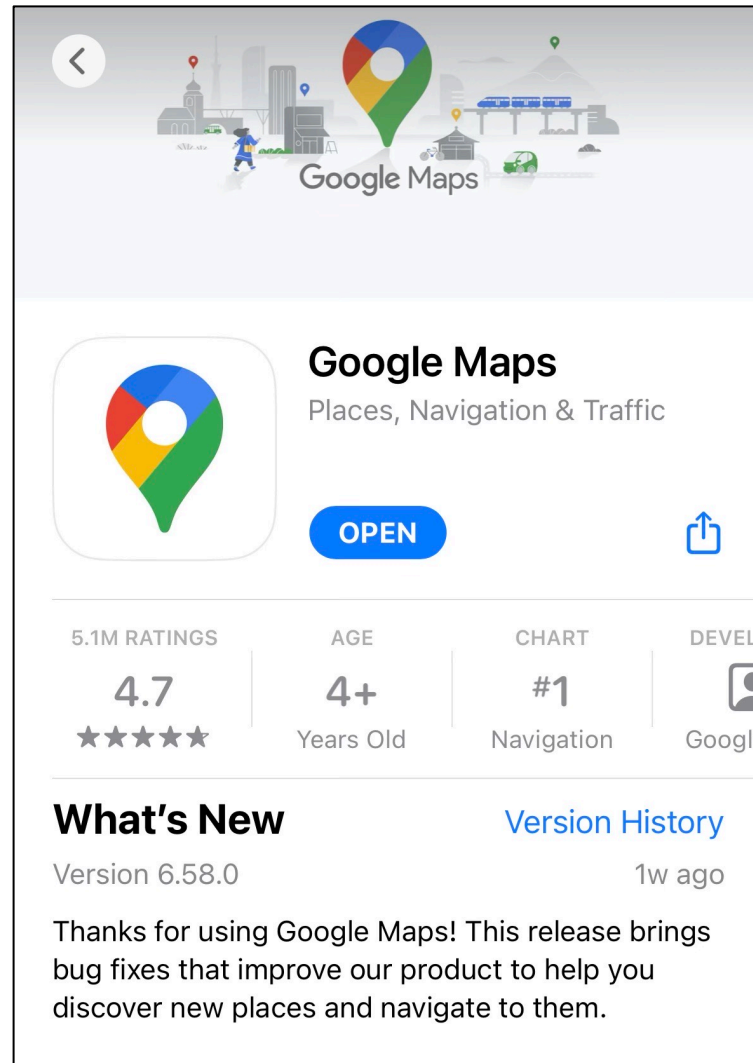 Google Maps
Google Maps
Places, Navigation & Traffic
OPEN
5.1M RATINGS
4.7
AGE
4+
Years Old
CHART
#1
Navigation
DEVEL
Googl
What's New
Version History
Version 6.58.0
1w ago
Thanks for using Google Maps! This release brings
bug fixes that improve our product to help you
discover new places and navigate to them.